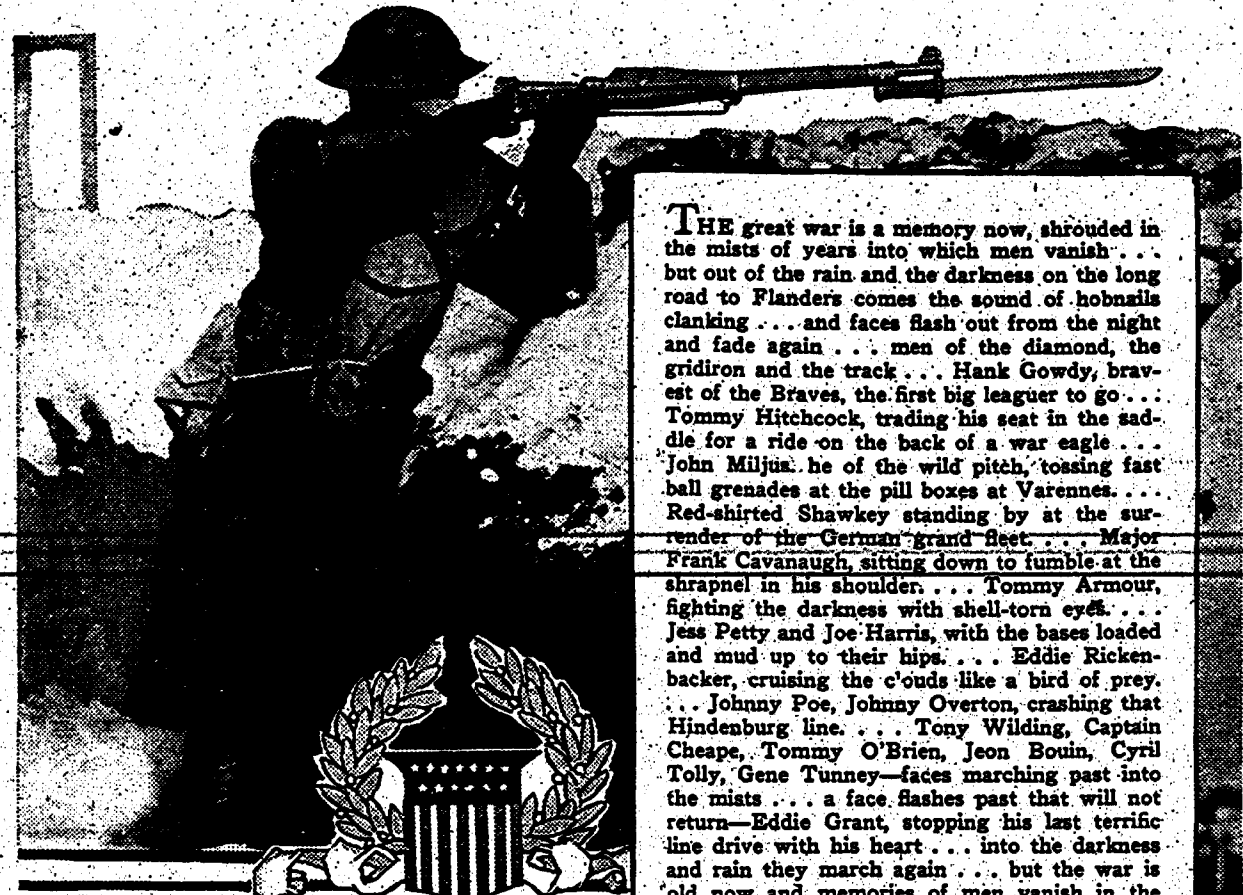 THE great war is a memory now, shrouded in
the mists of years into which men vanish . . .
but out of the rain and the darkness on the long
road to Flanders comes the sound of hobnails
clanking . . . and faces flash out from the night
and fade again . . . men of the diamond, the
gridiron and the track . . . Hank Gowdy, brav-
est of the Braves, the first big leaguer to go . . .
Tommy Hitchcock, trading his seat in the sad-
dle for a ride on the back of a war eagle . . .
John Miljus. he of the wild pitch, tossing fast
ball grenades at the pill boxes at Varennes. . . .
Red-shirted Shawkey standing by at the sur-
render of the German grand fleet. . . . Major
Frank Cavanaugh, sitting down to fumble at the
shrapnel in his shoulder. . . . Tommy Armour,
fighting the darkness with shell-torn eyes. . . .
Jess Petty and Joe Harris, with the bases loaded
and mud up to their hips. . . . Eddie Ricken-
backer, cruising the c'ouds like a bird of prey.
. . . Johnny Poe, Johnny Overton, crashing that
Hindenburg line. . . . Tony Wilding, Captain
Cheape, Tommy O'Brien, Jeon Bouin, Cyril
Tolly, Gene Tunney—faces marching past into
the mists . . . a face flashes past that will not
return—Eddie Grant, stopping his last terrific
line drive with his heart . . . into the darkness
and rain they march again . . . but the war is
old now and memories of men vanish in the